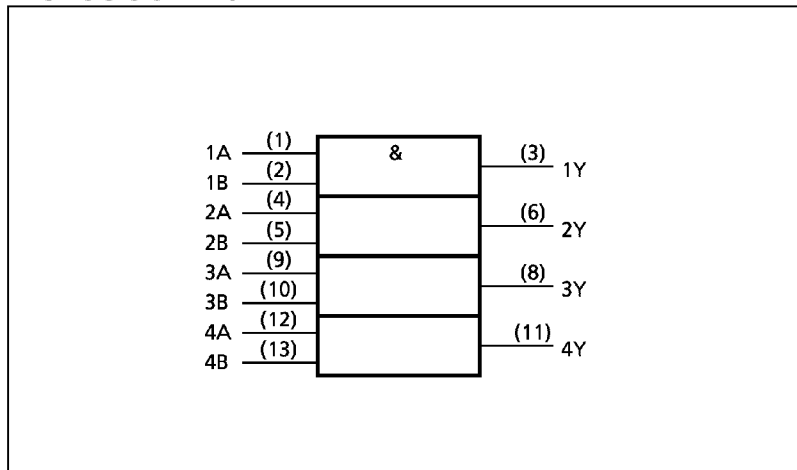 1A (1) & (3) 1Y
1B (2)
2A (4) (6) 2Y
2B (5)
3A (9) (8) 3Y
3B (10)
4A (12) (11) 4Y
4B (13)